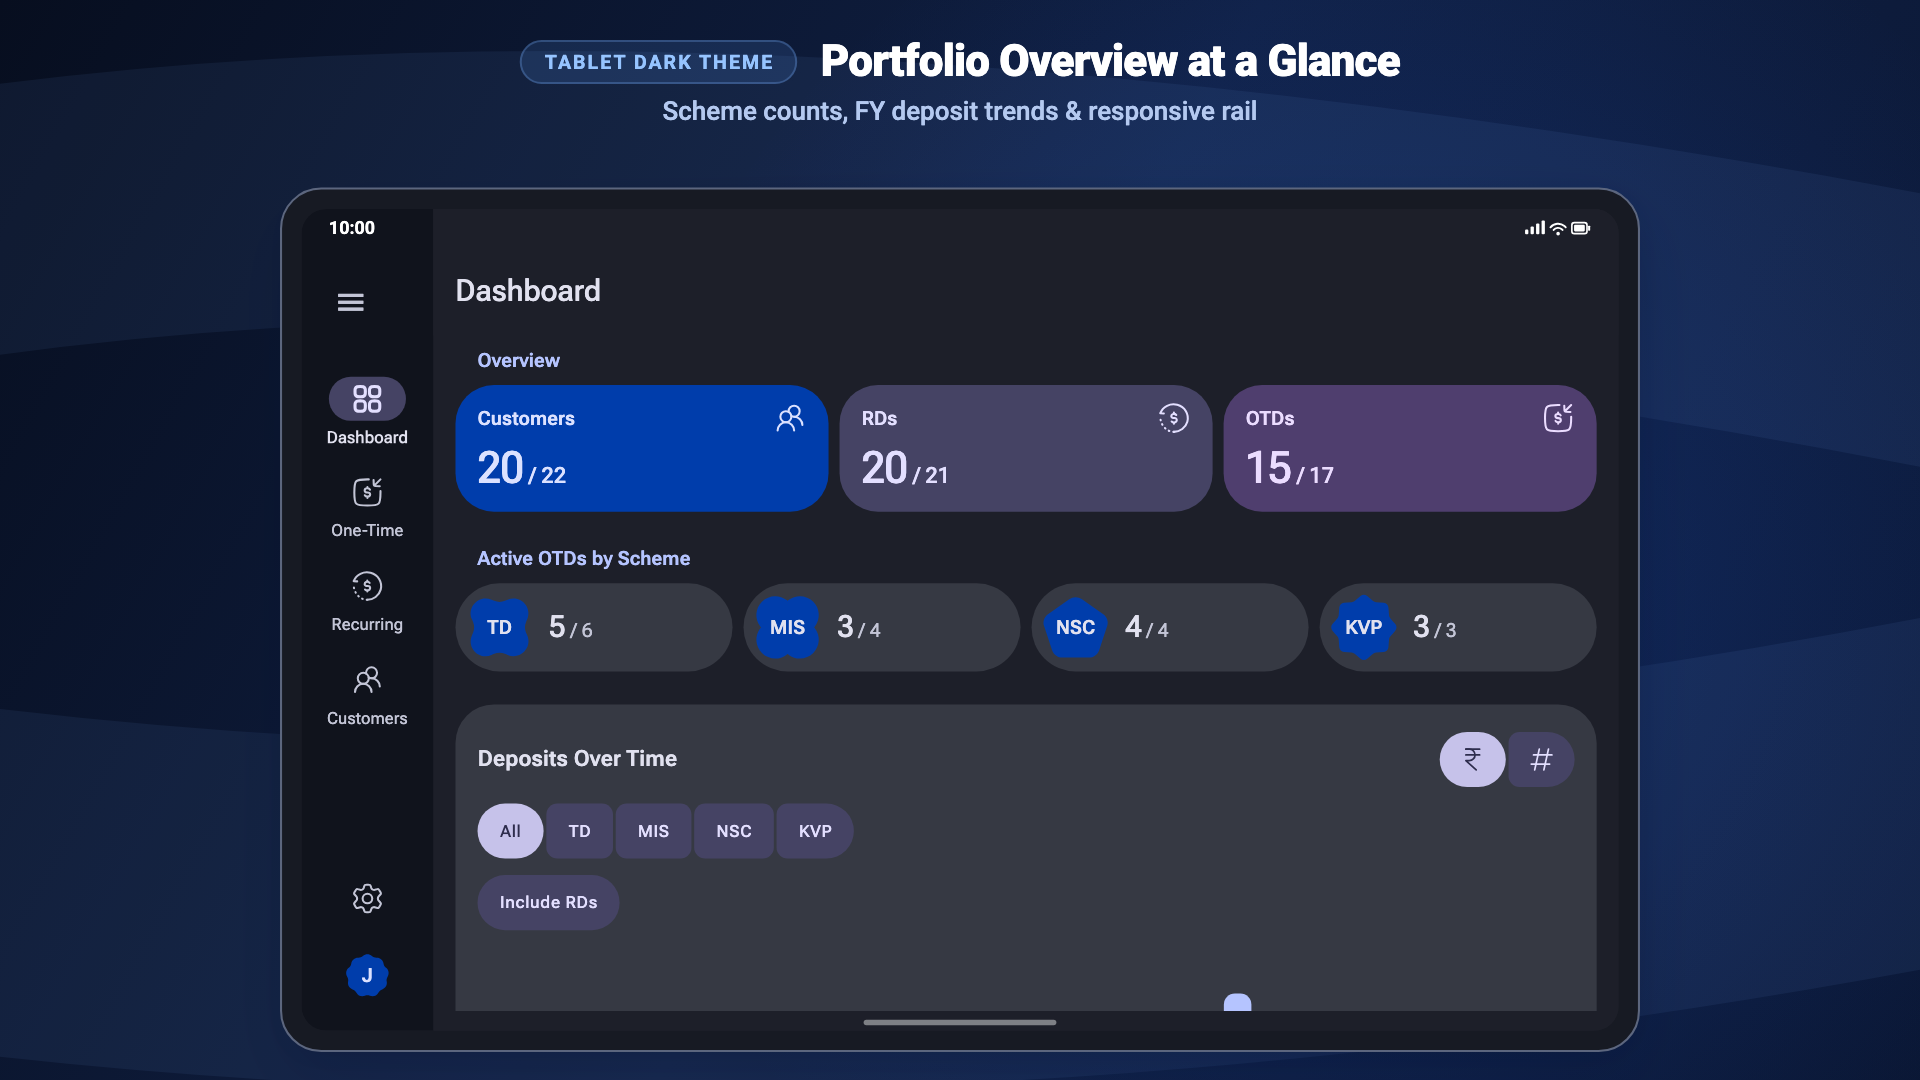 TABLET DARK THEME
Portfolio Overview at a Glance
Scheme counts, FY deposit trends & responsive rail
10:00
Dashboard
One-Time
Recurring
Customers
J
Dashboard
Overview
Customers
20 / 22
RDs
20 / 21
OTDs
15 / 17
Active OTDs by Scheme
TD 5 / 6
MIS 3 / 4
NSC 4 / 4
KVP 3 / 3
Deposits Over Time
₹ #
All TD MIS NSC KVP
Include RDs